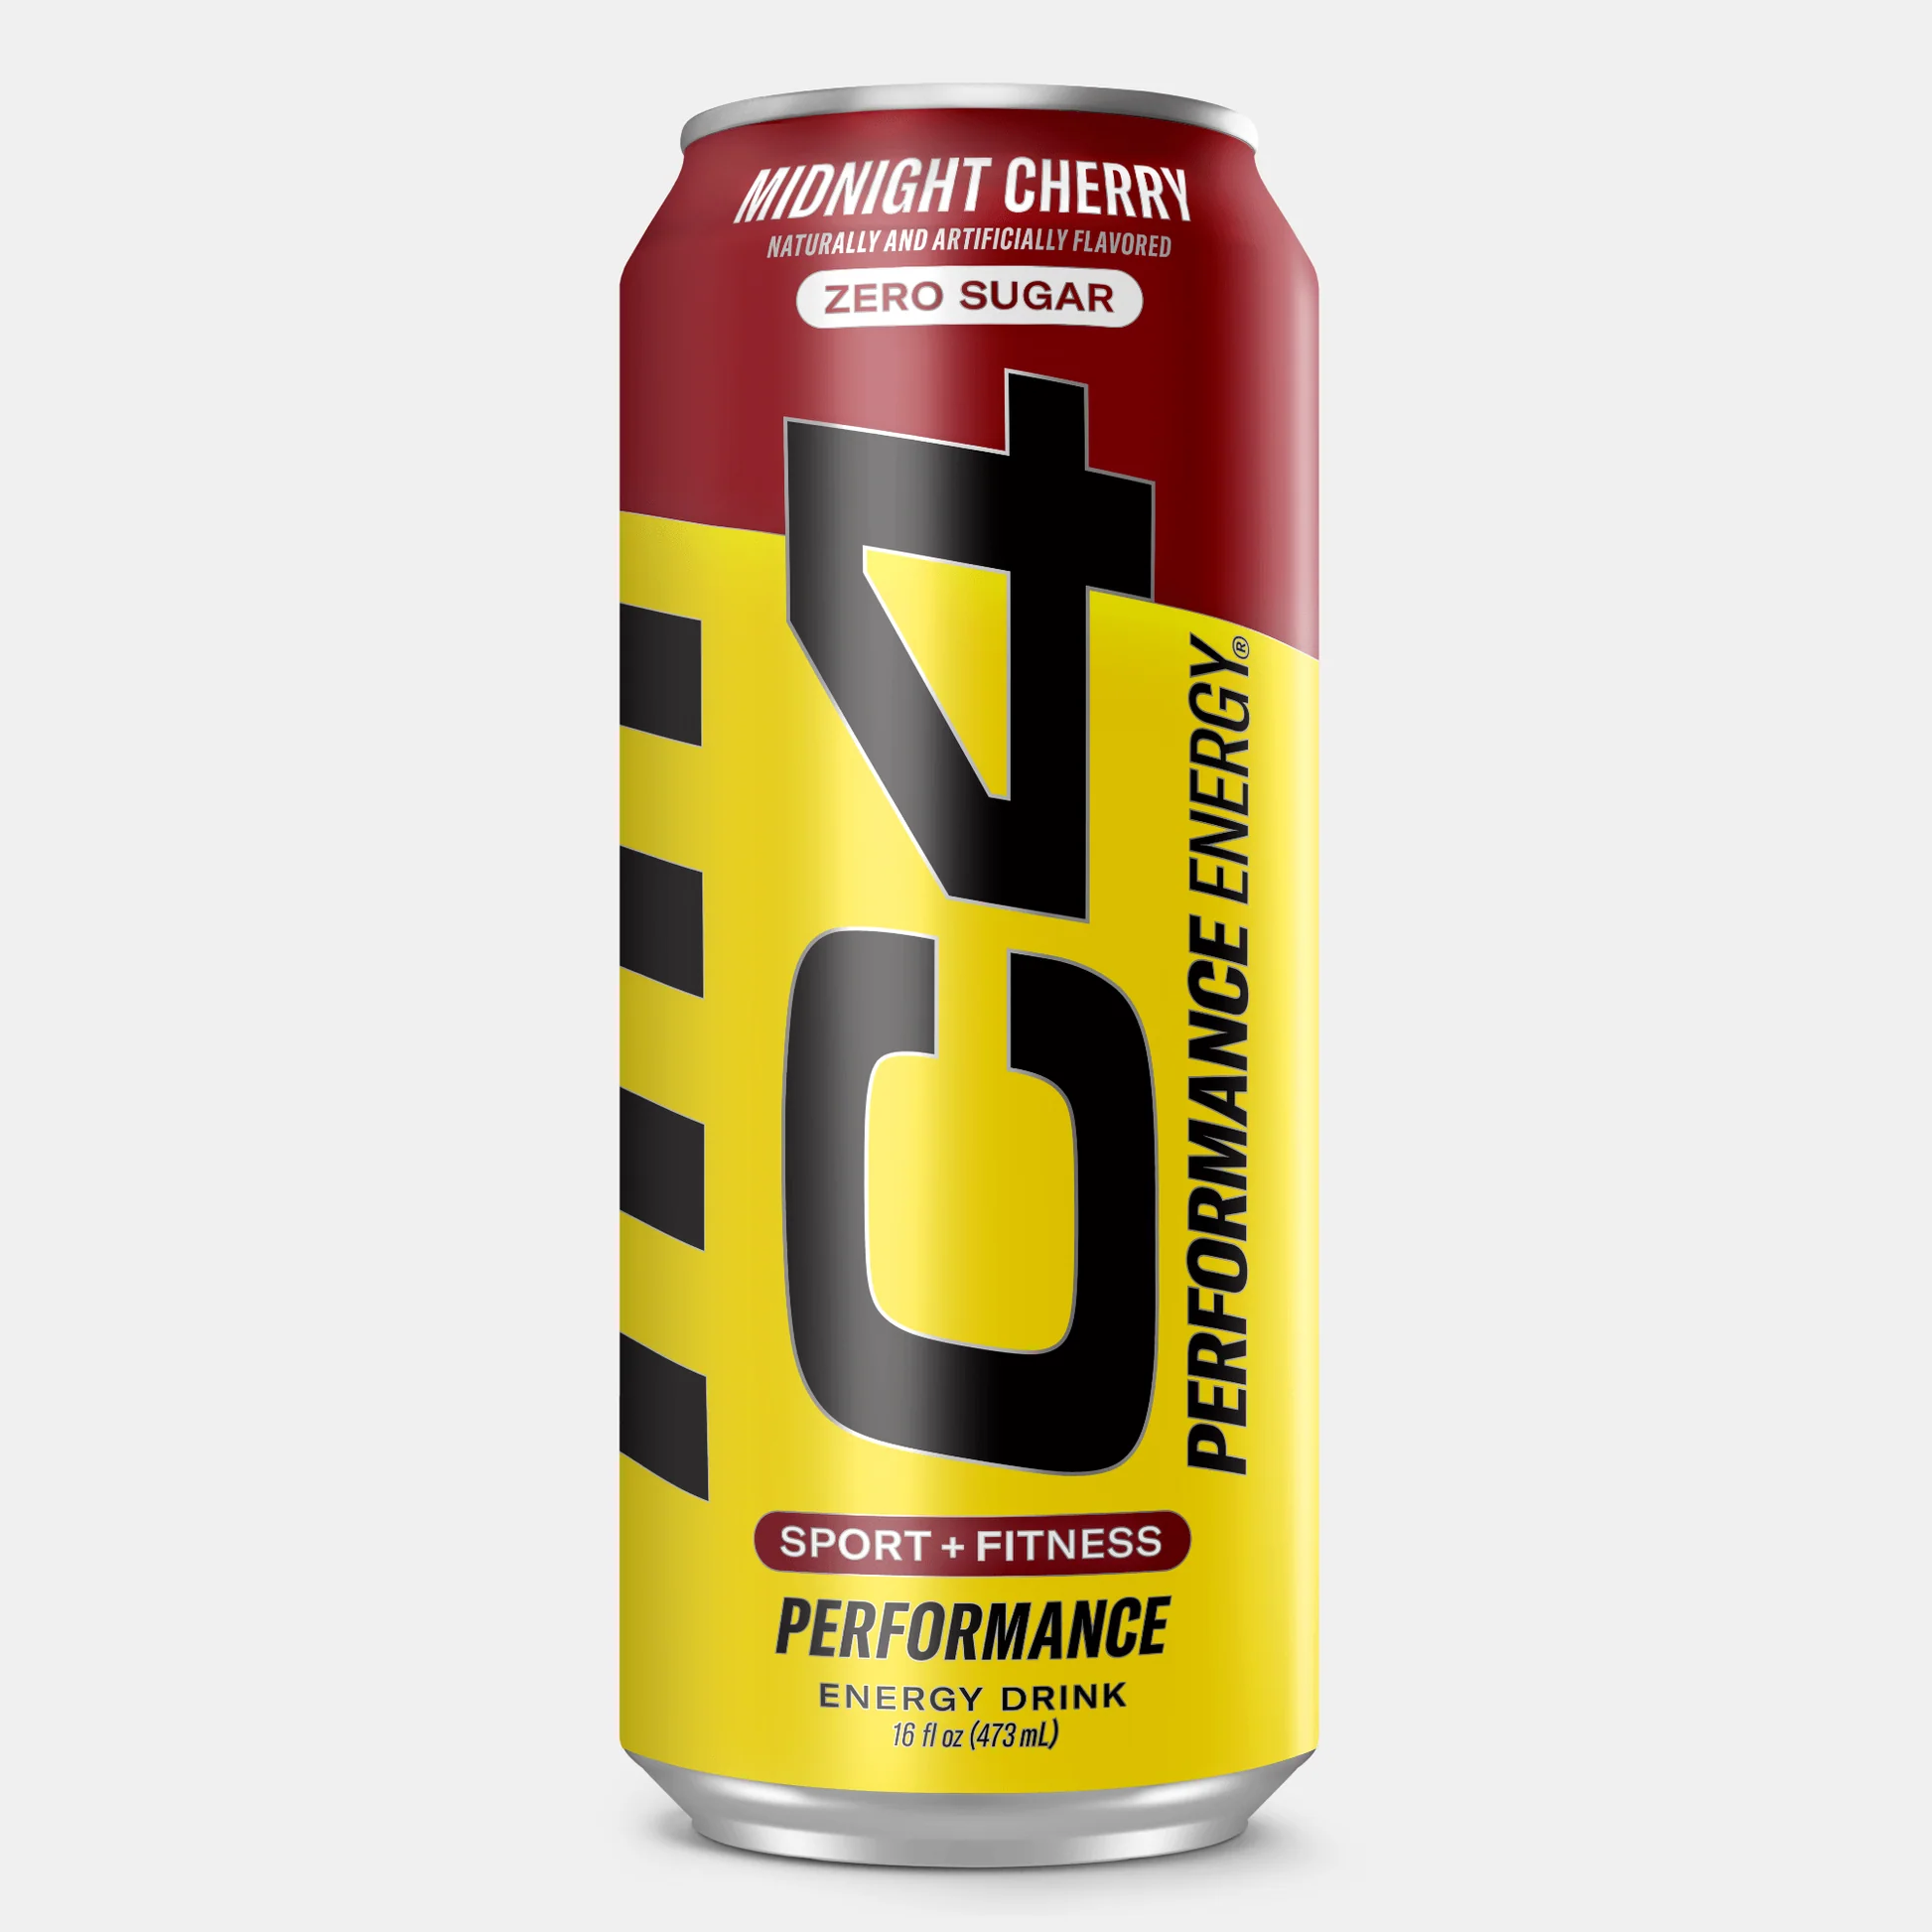 MIDNIGHT CHERRY
NATURALLY AND ARTIFICIALLY FLAVORED
ZERO SUGAR
C4
PERFORMANCE ENERGY®
SPORT + FITNESS
PERFORMANCE
ENERGY DRINK
16 fl oz (473 mL)